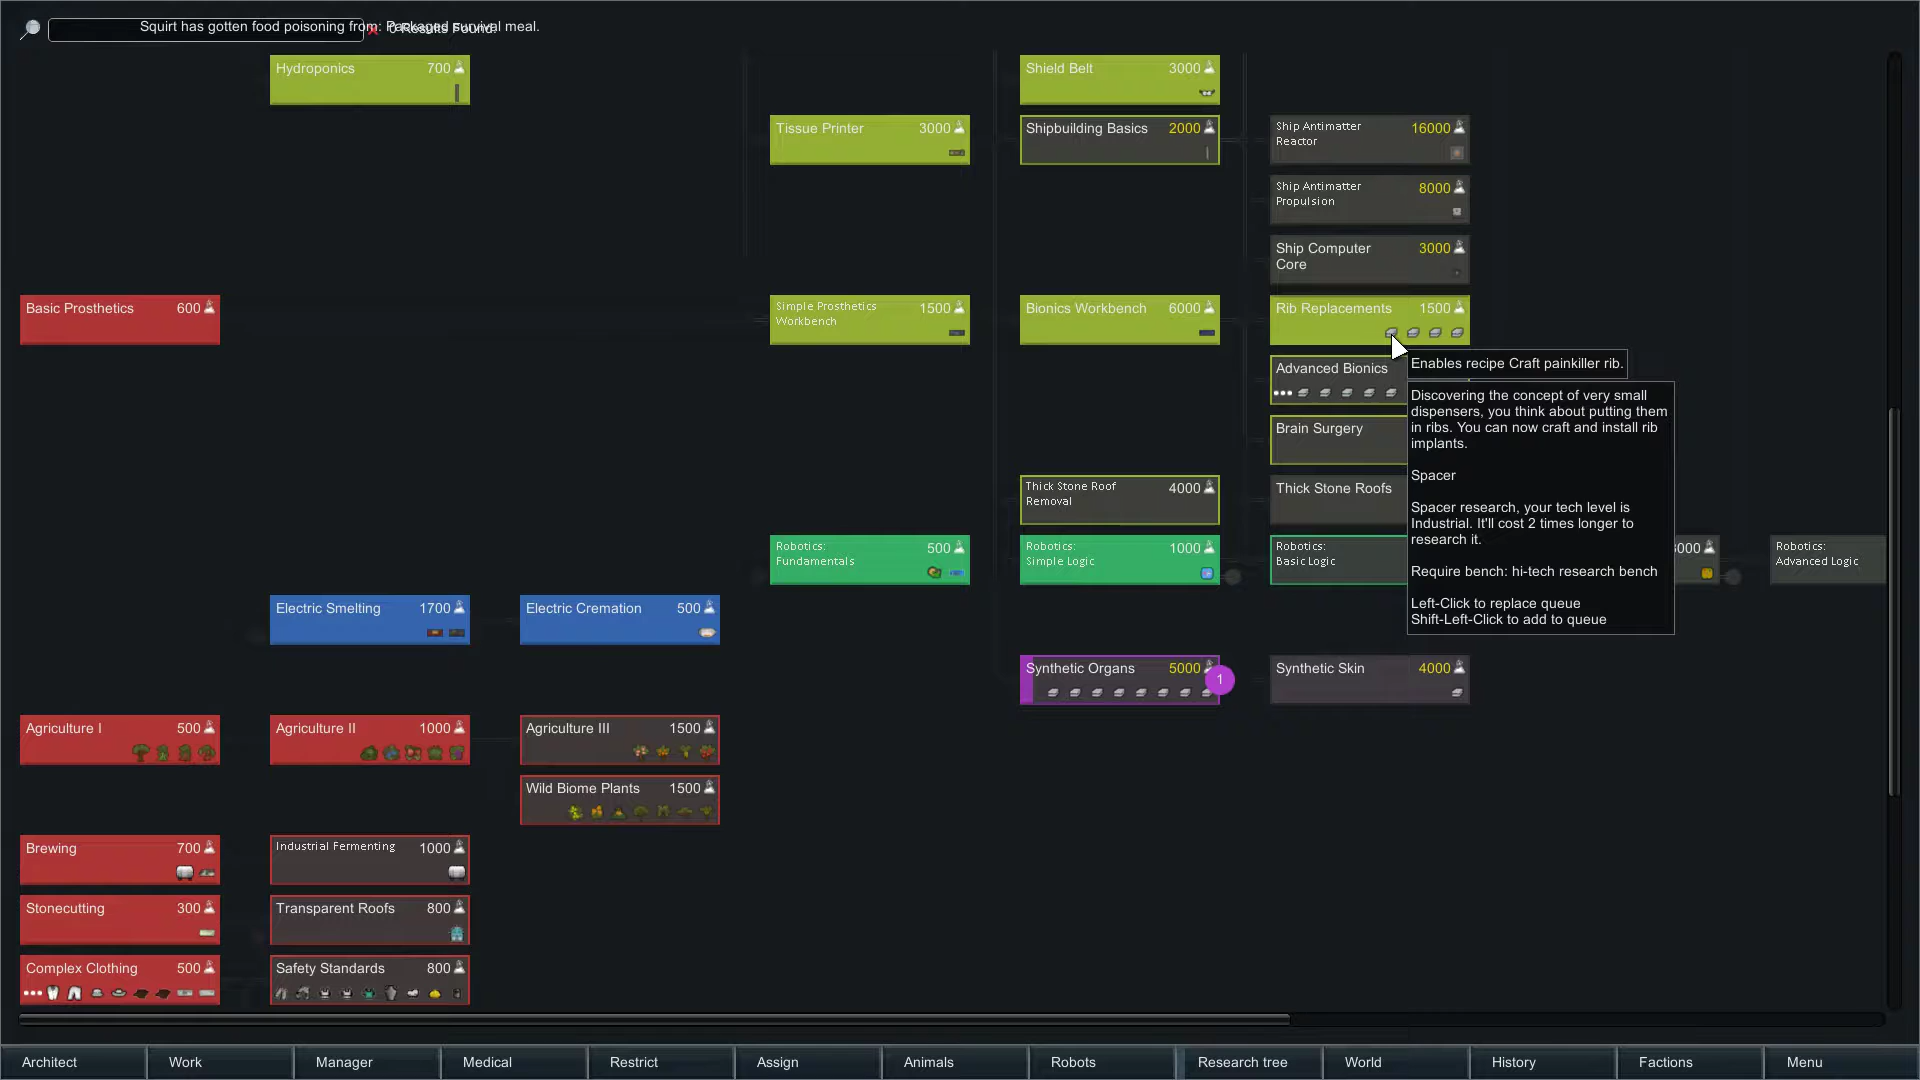 Squirt has gotten food poisoning from: Packaged survival meal.
0 Results Found.
Hydroponics 700
Shield Belt 3000
Tissue Printer 3000
Shipbuilding Basics 2000
Ship Antimatter Reactor 16000
Ship Antimatter Propulsion 8000
Ship Computer Core 3000
Basic Prosthetics 600
Simple Prosthetics Workbench 1500
Bionics Workbench 6000
Rib Replacements 1500
Enables recipe Craft painkiller rib.
Advanced Bionics
Discovering the concept of very small
dispensers, you think about putting them
in ribs. You can now craft and install rib
implants.
Spacer
Spacer research, your tech level is
Industrial. It'll cost 2 times longer to
research it.
Require bench: hi-tech research bench
Left-Click to replace queue
Shift-Left-Click to add to queue
Brain Surgery
Thick Stone Roof Removal 4000
Thick Stone Roofs
Robotics: Fundamentals 500
Robotics: Simple Logic 1000
Robotics: Basic Logic
Robotics: Advanced Logic
Electric Smelting 1700
Electric Cremation 500
Synthetic Organs 5000
1
Synthetic Skin 4000
Agriculture I 500
Agriculture II 1000
Agriculture III 1500
Wild Biome Plants 1500
Brewing 700
Industrial Fermenting 1000
Stonecutting 300
Transparent Roofs 800
Complex Clothing 500
Safety Standards 800
Architect
Work
Manager
Medical
Restrict
Assign
Animals
Robots
Research tree
World
History
Factions
Menu